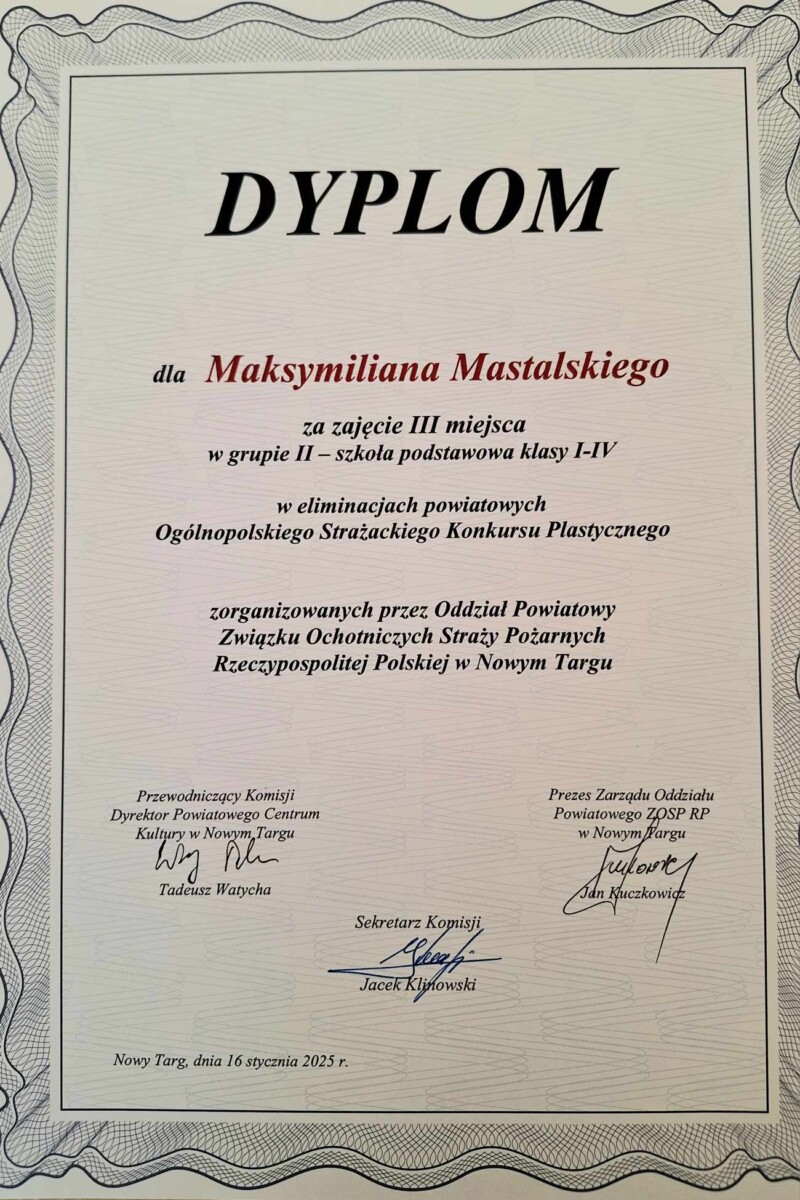 DYPLOM
dla Maksymiliana Mastalskiego
za zajęcie III miejsca
w grupie II – szkoła podstawowa klasy I-IV
w eliminacjach powiatowych
Ogólnopolskiego Strażackiego Konkursu Plastycznego
zorganizowanych przez Oddział Powiatowy
Związku Ochotniczych Straży Pożarnych
Rzeczypospolitej Polskiej w Nowym Targu
Przewodniczący Komisji
Dyrektor Powiatowego Centrum
Kultury w Nowym Targu
Tadeusz Watycha
Prezes Zarządu Oddziału
Powiatowego ZOSP RP
w Nowym Targu
Jan Kuczkowicz
Sekretarz Komisji
Jacek Klinowski
Nowy Targ, dnia 16 stycznia 2025 r.